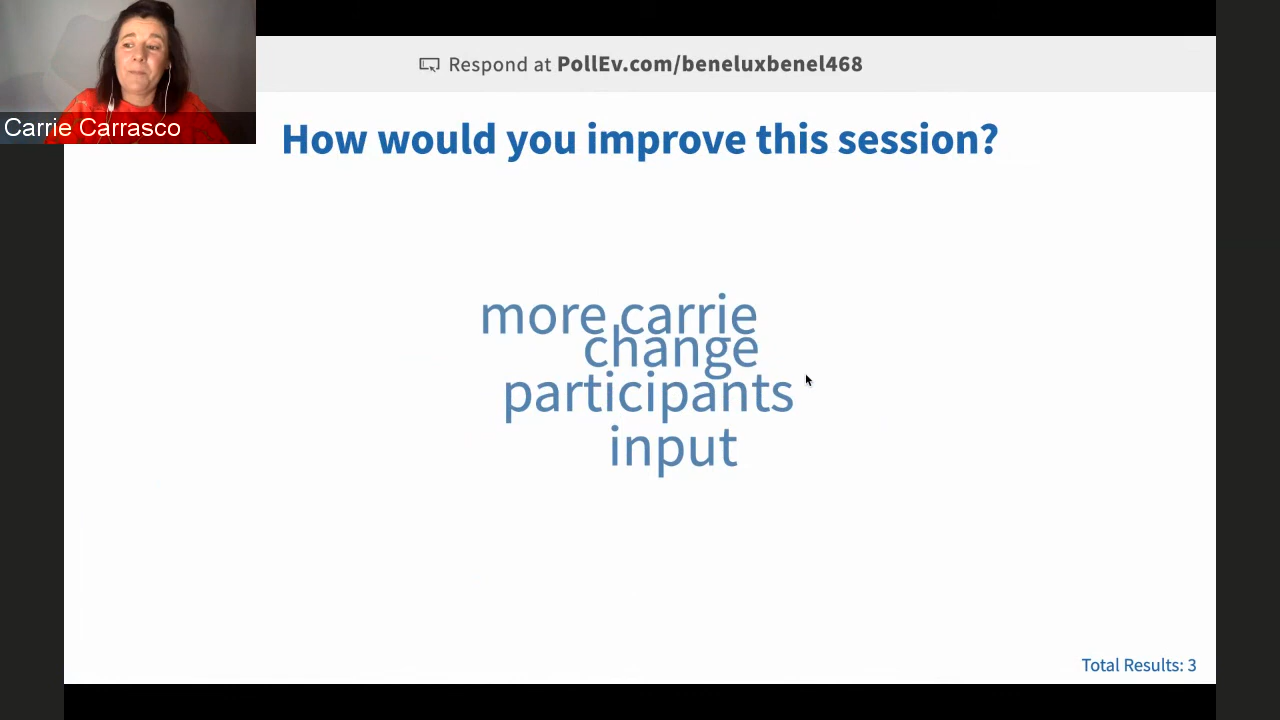 Respond at PollEv.com/beneluxbenel468
Carrie Carrasco
How would you improve this session?
more carrie
change
participants
input
Total Results: 3